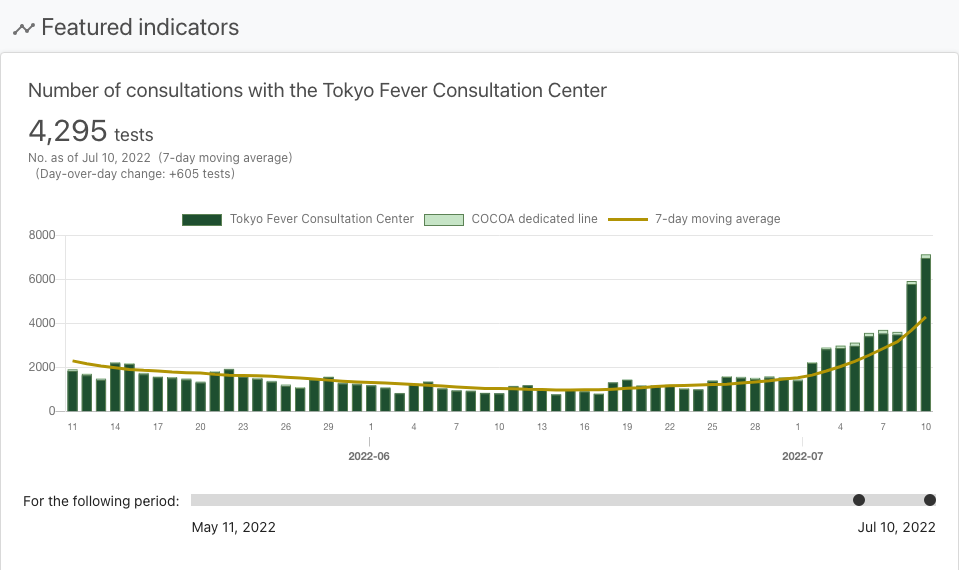 Featured indicators
Number of consultations with the Tokyo Fever Consultation Center
4,295 tests
No. as of Jul 10, 2022 (7-day moving average)
(Day-over-day change: +605 tests)
Tokyo Fever Consultation Center COCOA dedicated line 7-day moving average
8000
6000
4000
2000
0
11 14 17 20 23 26 29 1 4 7 10 13 16 19 22 25 28 1 4 7 10
2022-06 2022-07
For the following period:
May 11, 2022 Jul 10, 2022